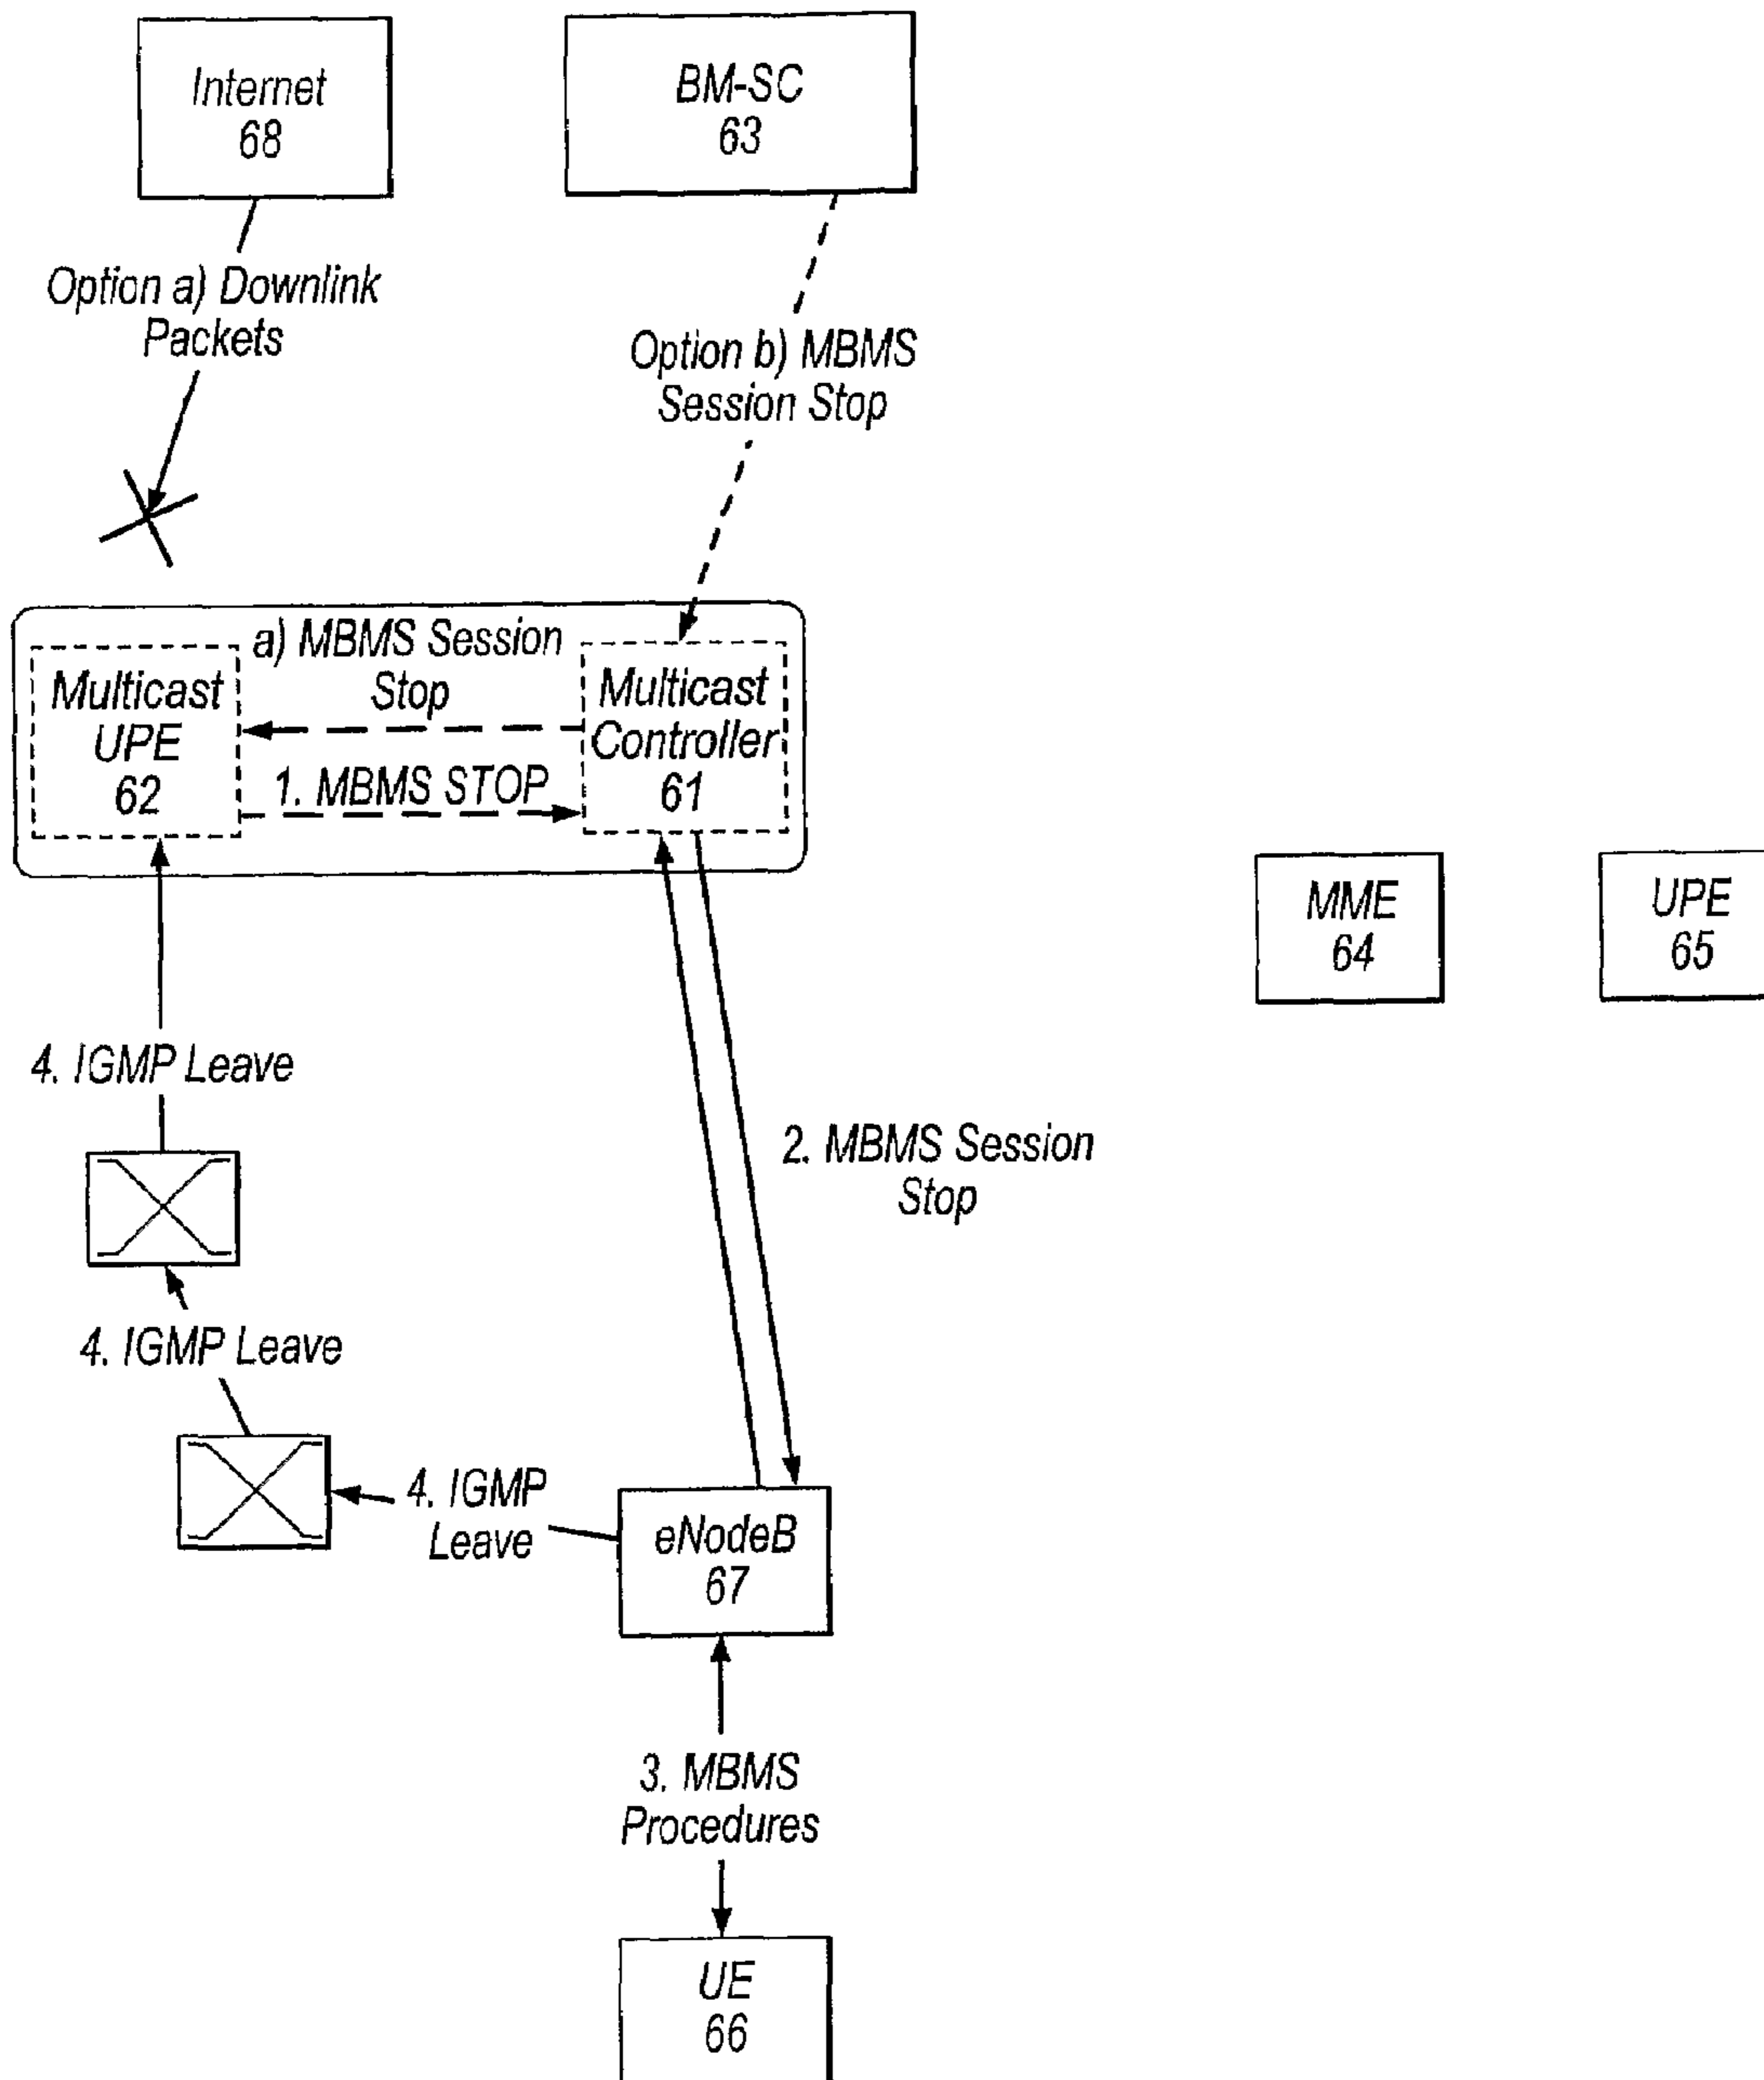 Internet
68
BM-SC
63
Option a) Downlink
Packets
Option b) MBMS
Session Stop
a) MBMS Session
Stop
Multicast
UPE
62
Multicast
Controller
61
1. MBMS STOP
MME
64
UPE
65
4. IGMP Leave
2. MBMS Session
Stop
4. IGMP Leave
4. IGMP
Leave
eNodeB
67
3. MBMS
Procedures
UE
66